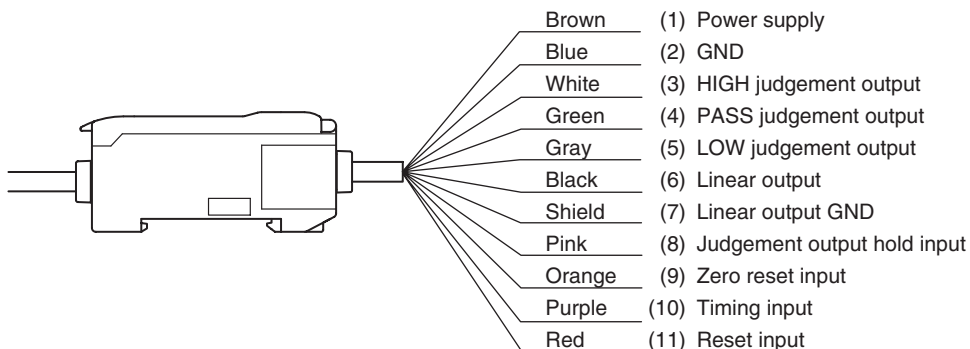 Brown (1) Power supply
Blue (2) GND
White (3) HIGH judgement output
Green (4) PASS judgement output
Gray (5) LOW judgement output
Black (6) Linear output
Shield (7) Linear output GND
Pink (8) Judgement output hold input
Orange (9) Zero reset input
Purple (10) Timing input
Red (11) Reset input